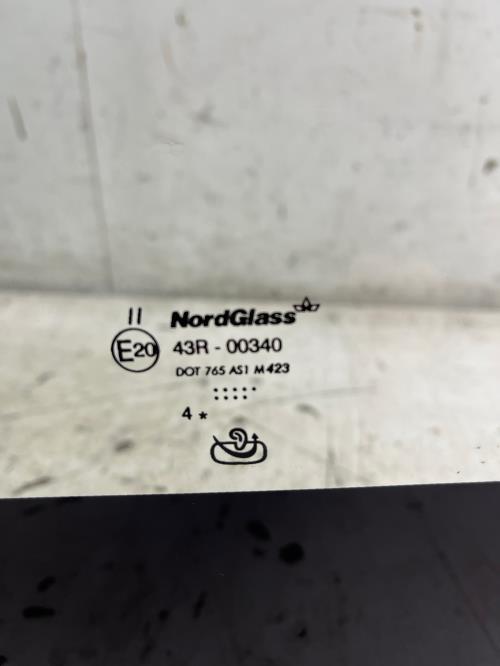 II NordGlass
E20 43R - 00340
DOT 765 AS1 M423
4 *